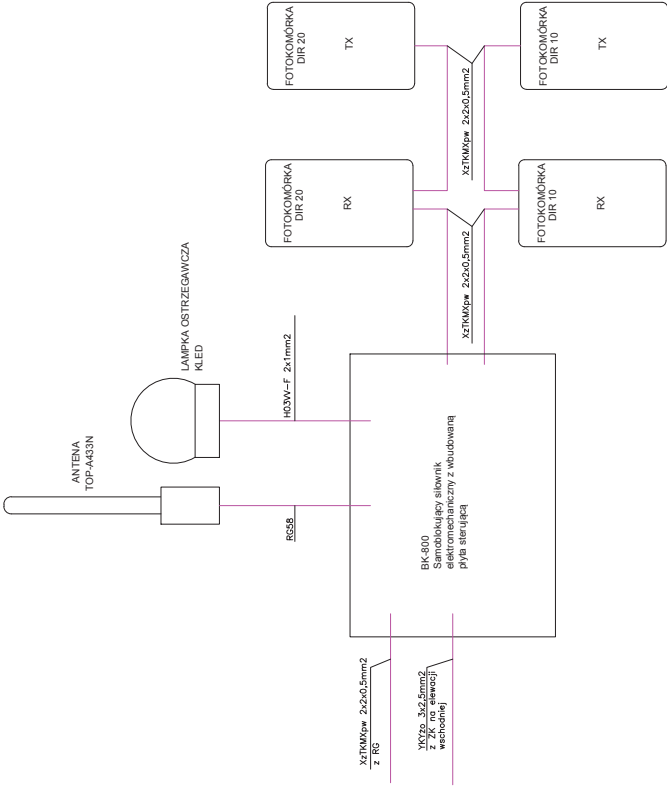 ANTENA
TOP-A433N
LAMPKA OSTRZEGAWCZA
KLED
FOTOKOMÓRKA
DIR 20
RX
FOTOKOMÓRKA
DIR 20
TX
RG58
H03VV-F 2x1mm2
XzTKMXpw 2x2x0,5mm2
XzTKMXpw 2x2x0,5mm2
XzTKMXpw 2x2x0,5mm2
z RG
YKYżo 3x2,5mm2
z ZK na elewacji
wschodniej
BK-800
Samoblokujący siłownik
elektromechaniczny z wbudowaną
płytą sterującą
FOTOKOMÓRKA
DIR 10
RX
FOTOKOMÓRKA
DIR 10
TX